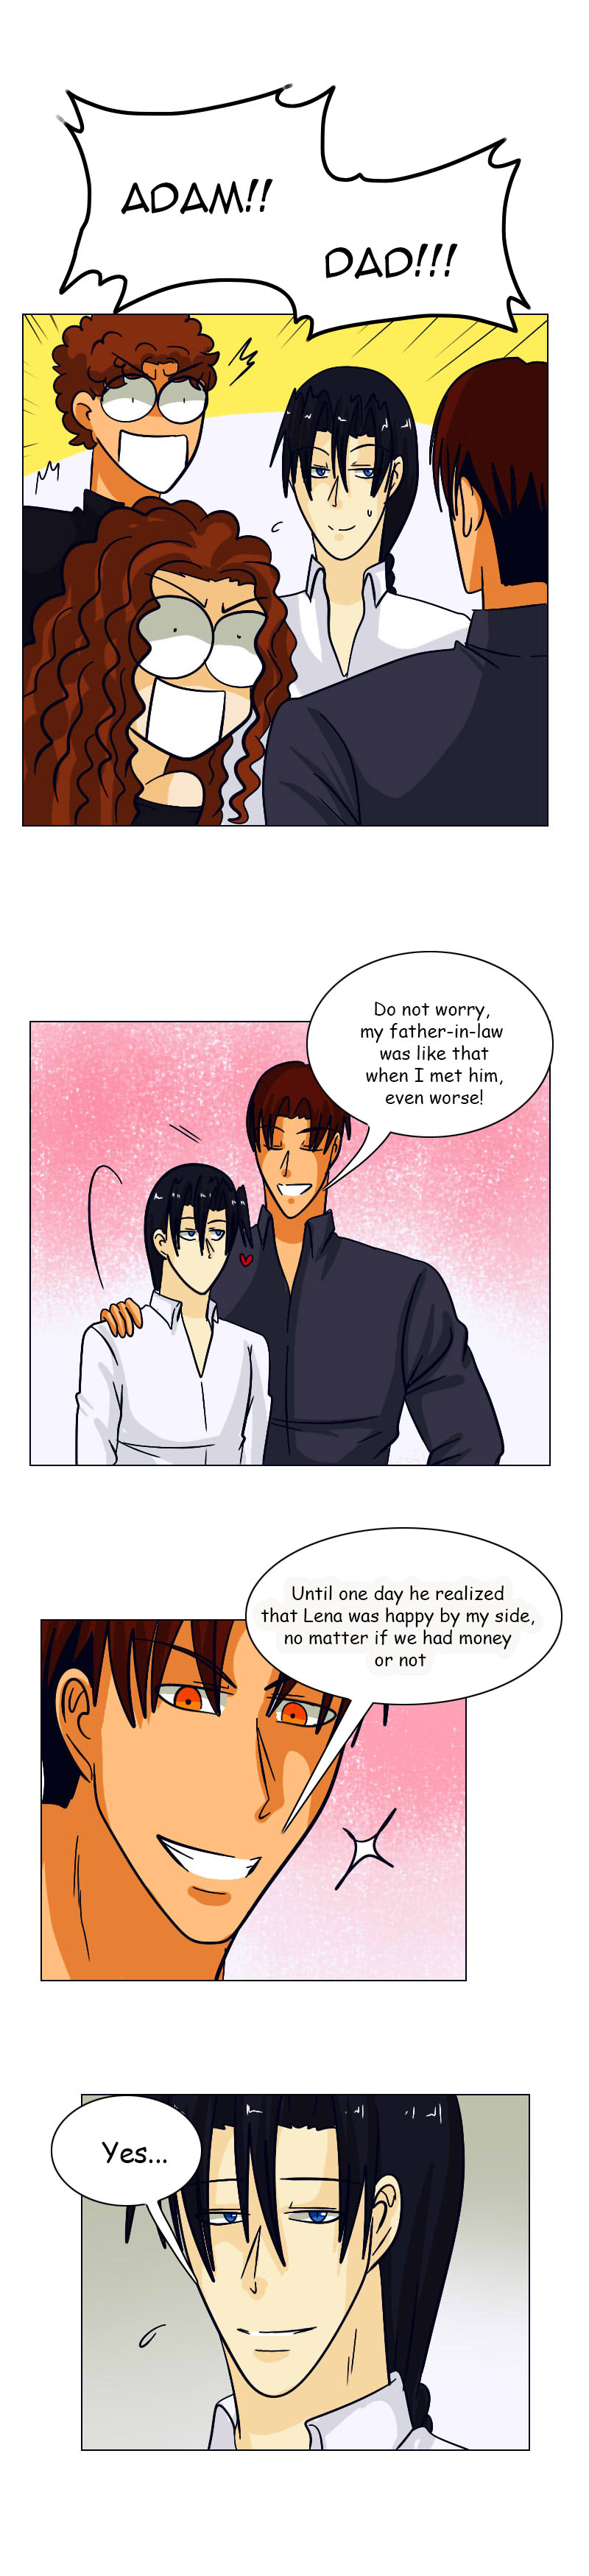 ADAM!!
DAD!!!
Do not worry,
my father-in-law
was like that
when I met him,
even worse!
Until one day he realized
that Lena was happy by my side,
no matter if we had money
or not
Yes...